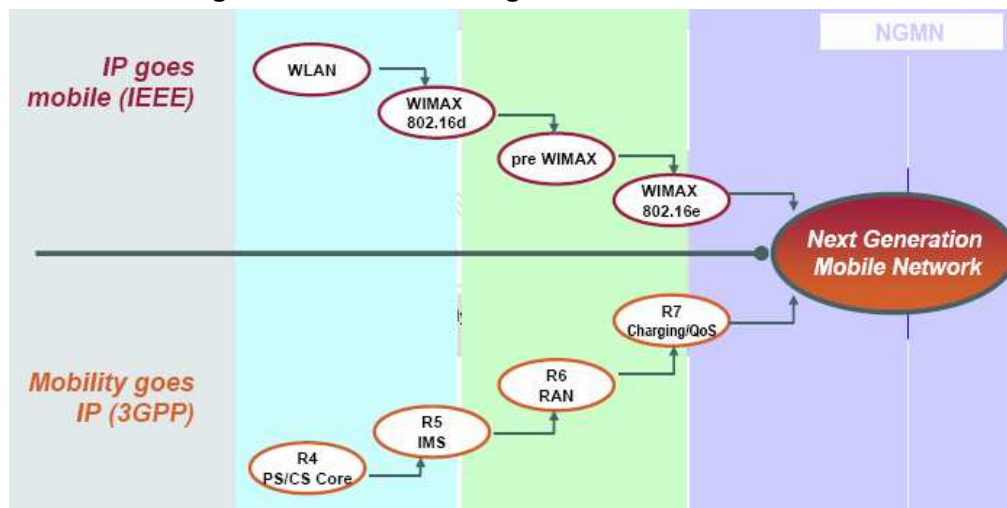 NGMN
IP goes
mobile (IEEE)
WLAN
WIMAX
802.16d
pre WIMAX
WIMAX
802.16e
Next Generation
Mobile Network
R7
Charging/QoS
R6
RAN
Mobility goes
IP (3GPP)
R5
IMS
R4
PS/CS Core